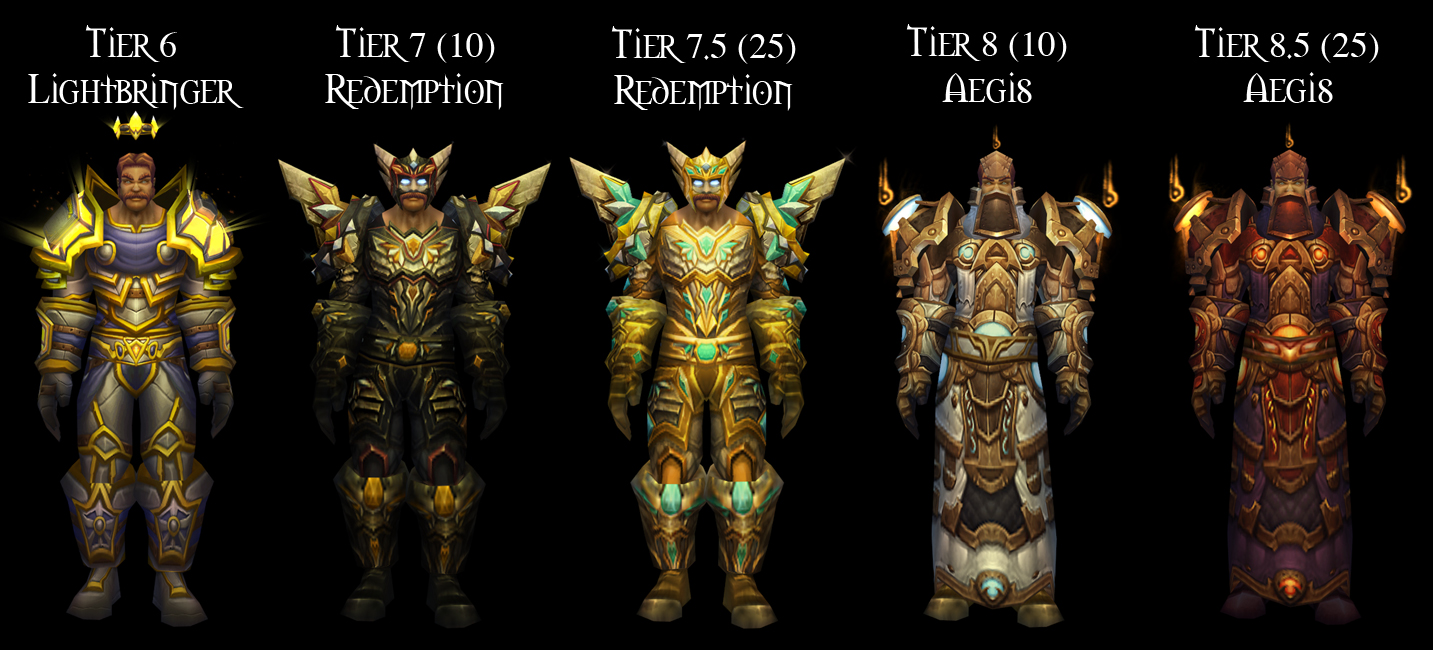 Tier 6
Lightbringer
Tier 7 (10)
Redemption
Tier 7.5 (25)
Redemption
Tier 8 (10)
Aegis
Tier 8.5 (25)
Aegis